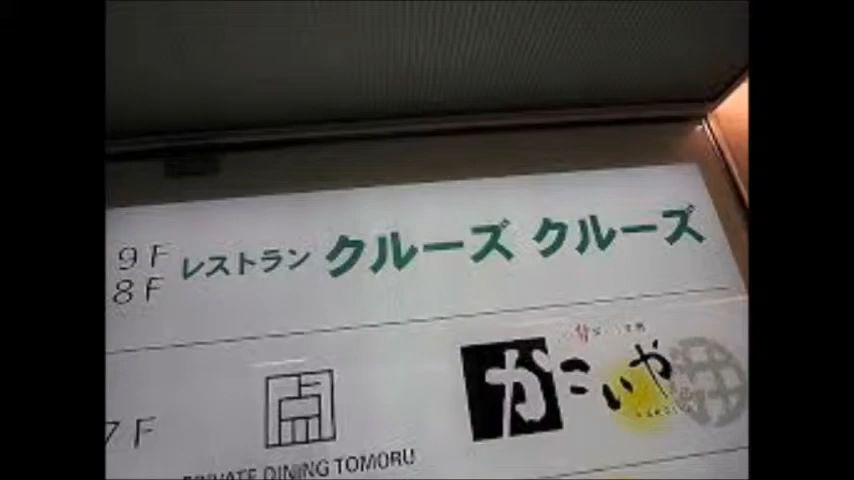 9F レストラン クルーズ クルーズ
8F
7F
かこいや
PRIVATE DINING TOMORU